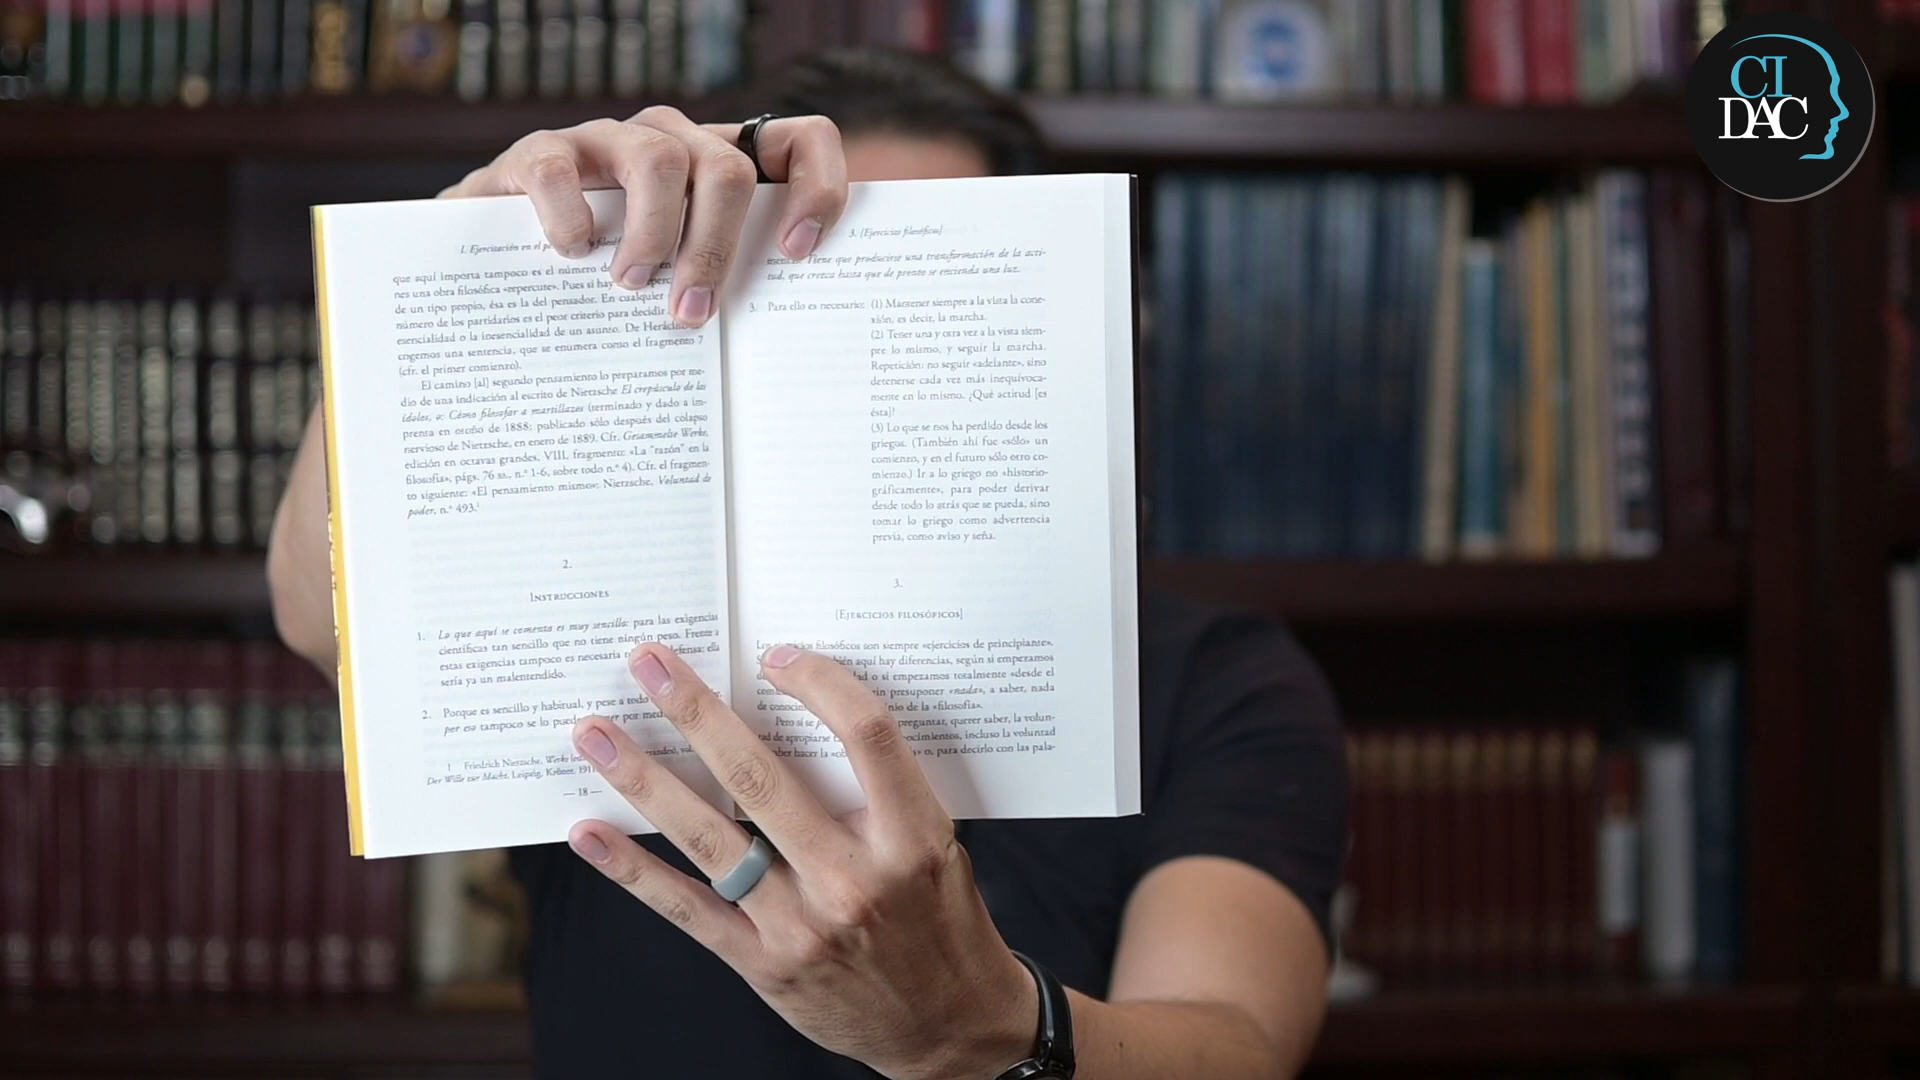 I. Ejercitación en el
que aquí importa tampoco es el número de
nes una obra filosófica «repercute». Pues si hay
de un tipo propio, ésa es la del pensador. En cualquier
número de los partidarios es el peor criterio para decidir
esencialidad o la inesencialidad de un asunto. De
cogemos una sentencia, que se enumera como el fragmento 7
(cfr. el primer comienzo).
El camino [al] segundo pensamiento lo preparamos por me-
dio de una indicación al escrito de Nietzsche El crepúsculo de los
ídolos, o: Cómo filosofar a martillazos (terminado y dado a im-
prenta en otoño de 1888; publicado sólo después del colapso
nervioso de Nietzsche, en enero de 1889. Cfr. Gesammelte Werke,
edición en octavas grandes, VIII, fragmento: «La "razón" en la
filosofía», págs. 76 ss., n.º 1-6, sobre todo n.º 4). Cfr. el fragmen-
to siguiente: «El pensamiento mismo»: Nietzsche, Voluntad de
poder, n.º 493.¹
2.
INSTRUCCIONES
1. Lo que aquí se comenta es muy sencillo: para las exigencias
científicas tan sencillo que no tiene ningún peso. Frente a
estas exigencias tampoco es necesaria defensa: ella
sería ya un malentendido.
2. Porque es sencillo y habitual, y pese a todo
per eso tampoco se lo por
1 Friedrich Nietzsche, Werke
Der Wille zur Macht, Leipzig, Kröner, 1911
— 18 —
3. [Ejercicios filosóficos]
Tiene que producirse una transformación de la acti-
tud, que crezca hasta que de pronto se encienda una luz.
3. Para ello es necesario: (1) Mantener siempre a la vista la cone-
xión, es decir, la marcha.
(2) Tener una y otra vez a la vista siem-
pre lo mismo, y seguir la marcha.
Repetición: no seguir «adelante», sino
detenerse cada vez más inequívoca-
mente en lo mismo. ¿Qué actitud [es
ésta]?
(3) Lo que se nos ha perdido desde los
griegos. (También ahí fue «sólo» un
comienzo, y en el futuro sólo otro co-
mienzo.) Ir a lo griego no «historio-
gráficamente», para poder derivar
desde todo lo atrás que se pueda, sino
tomar lo griego como advertencia
previa, como aviso y seña.
3.
[EJERCICIOS FILOSÓFICOS]
Los filosóficos son siempre «ejercicios de principiante».
aquí hay diferencias, según si empezamos
o si empezamos totalmente «desde el
presuponer «nada», a saber, nada
de de la «filosofía».
Pero si se preguntar, querer saber, la volun-
tad de apropiarse incluso la voluntad
hacer la o, para decirlo con las pala-
CI
DAC